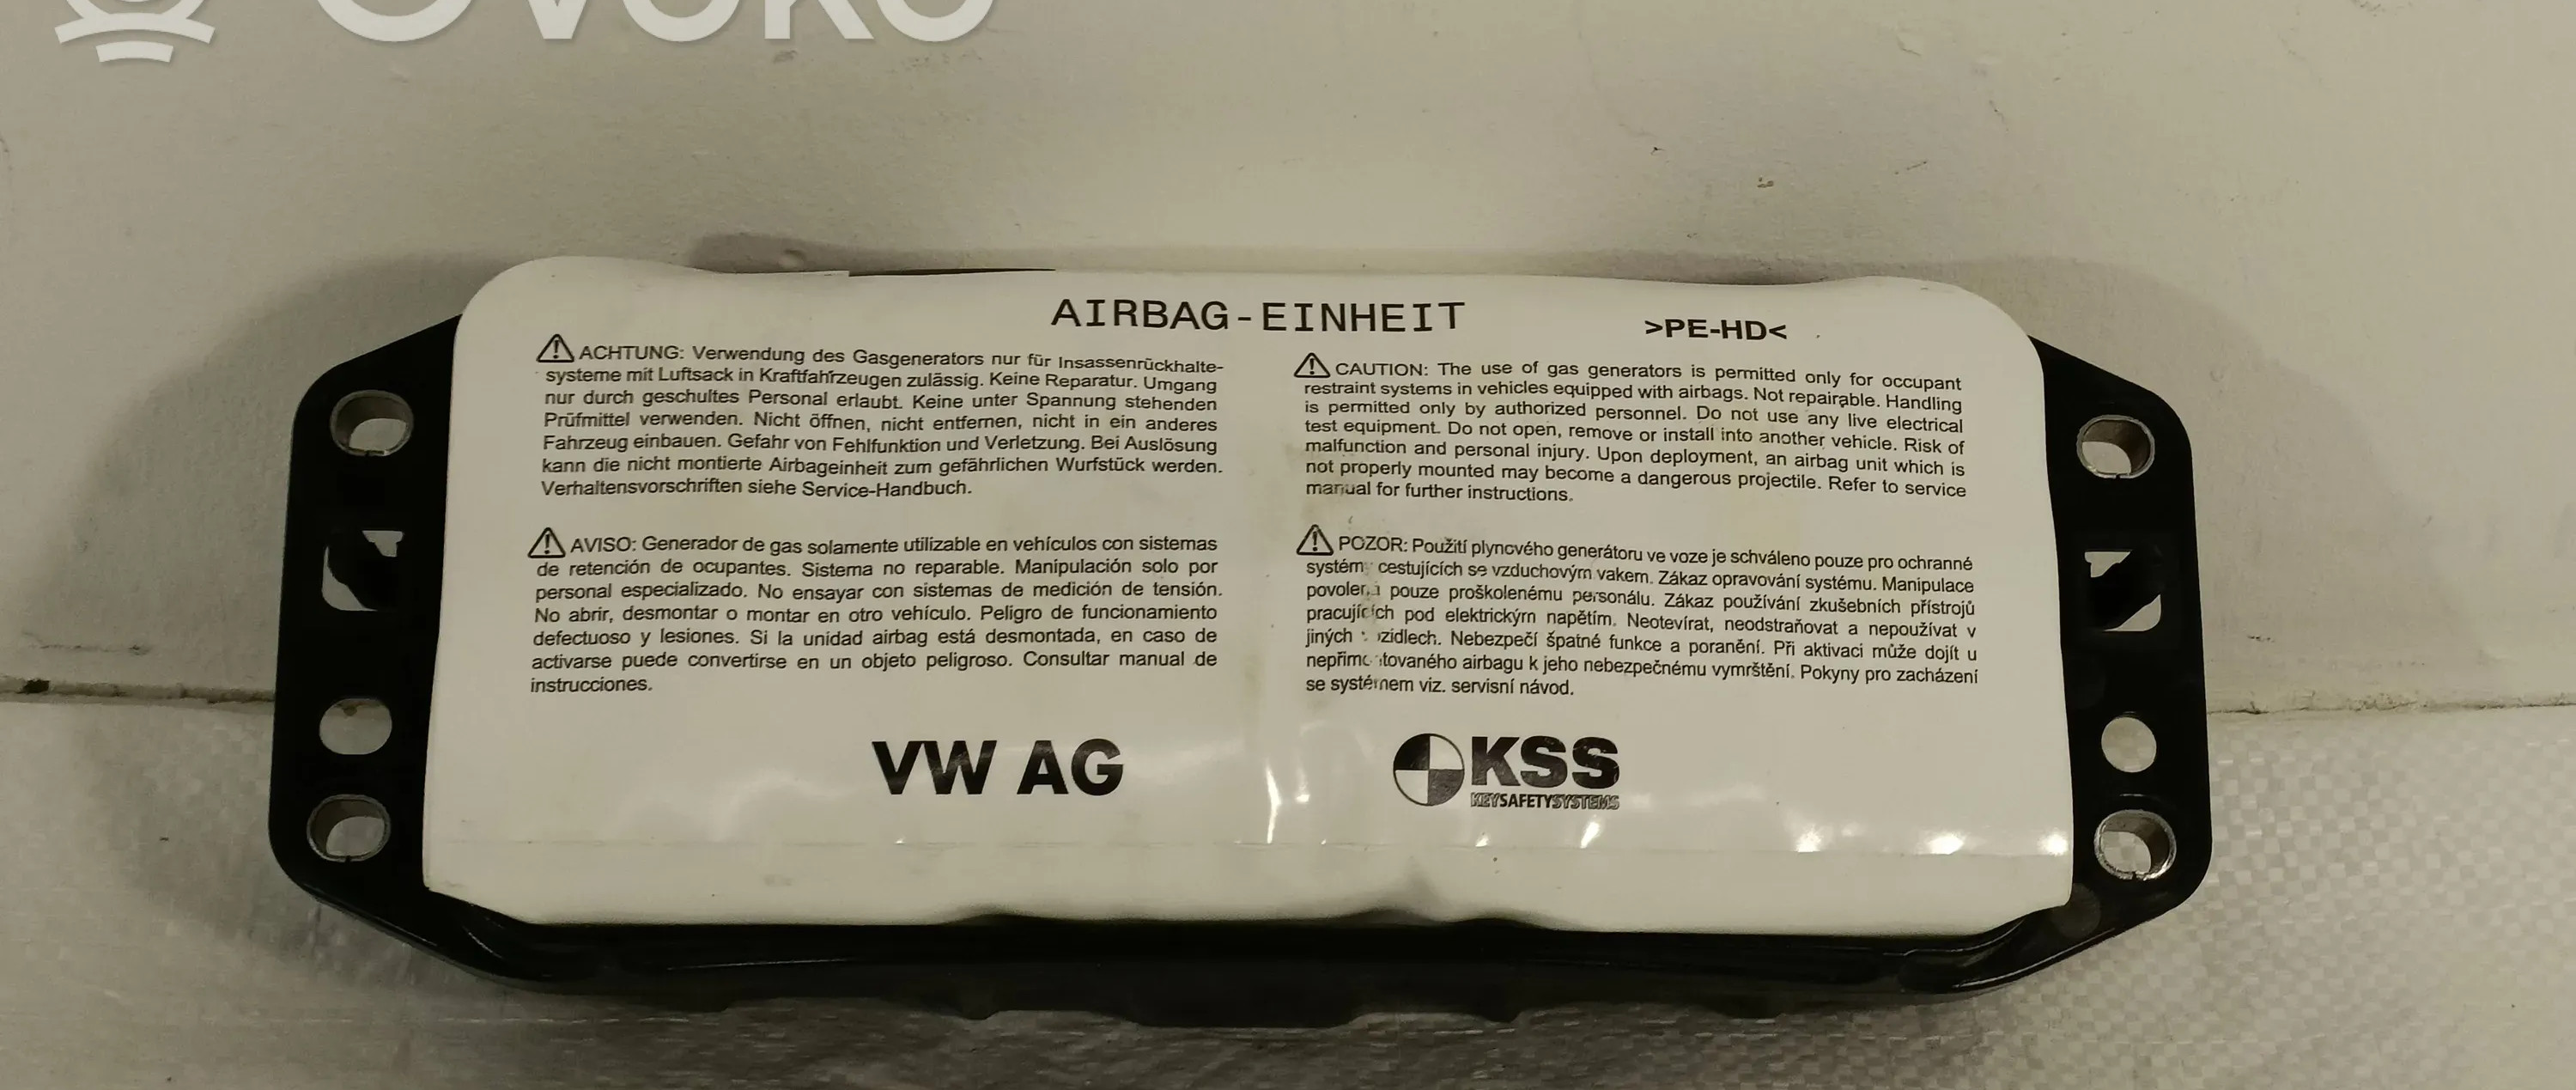 OVOKO
AIRBAG-EINHEIT
>PE-HD<
ACHTUNG: Verwendung des Gasgenerators nur für Insassenrückhalte-
systeme mit Luftsack in Kraftfahrzeugen zulässig. Keine Reparatur. Umgang
nur durch geschultes Personal erlaubt. Keine unter Spannung stehenden
Prüfmittel verwenden. Nicht öffnen, nicht entfernen, nicht in ein anderes
Fahrzeug einbauen. Gefahr von Fehlfunktion und Verletzung. Bei Auslösung
kann die nicht montierte Airbageinheit zum gefährlichen Wurfstück werden.
Verhaltensvorschriften siehe Service-Handbuch.
CAUTION: The use of gas generators is permitted only for occupant
restraint systems in vehicles equipped with airbags. Not repairable. Handling
is permitted only by authorized personnel. Do not use any live electrical
test equipment. Do not open, remove or install into another vehicle. Risk of
malfunction and personal injury. Upon deployment, an airbag unit which is
not properly mounted may become a dangerous projectile. Refer to service
manual for further instructions.
AVISO: Generador de gas solamente utilizable en vehículos con sistemas
de retención de ocupantes. Sistema no reparable. Manipulación solo por
personal especializado. No ensayar con sistemas de medición de tensión.
No abrir, desmontar o montar en otro vehículo. Peligro de funcionamiento
defectuoso y lesiones. Si la unidad airbag está desmontada, en caso de
activarse puede convertirse en un objeto peligroso. Consultar manual de
instrucciones.
POZOR: Použití plynového generátoru ve voze je schváleno pouze pro ochranné
systém cestujících se vzduchovým vakem. Zákaz opravování systému. Manipulace
pouze proškolenému personálu. Zákaz používání zkušebních přístrojů
pracujících pod elektrickým napětím. Neotevírat, neodstraňovat a nepoužívat v
jiných Nebezpečí špatné funkce a poranění. Při aktivaci může dojít u
airbagu k jeho nebezpečnému vymrštění. Pokyny pro zacházení
se systémem viz. servisní návod.
VW AG
KSS
KEYSAFETYSYSTEMS